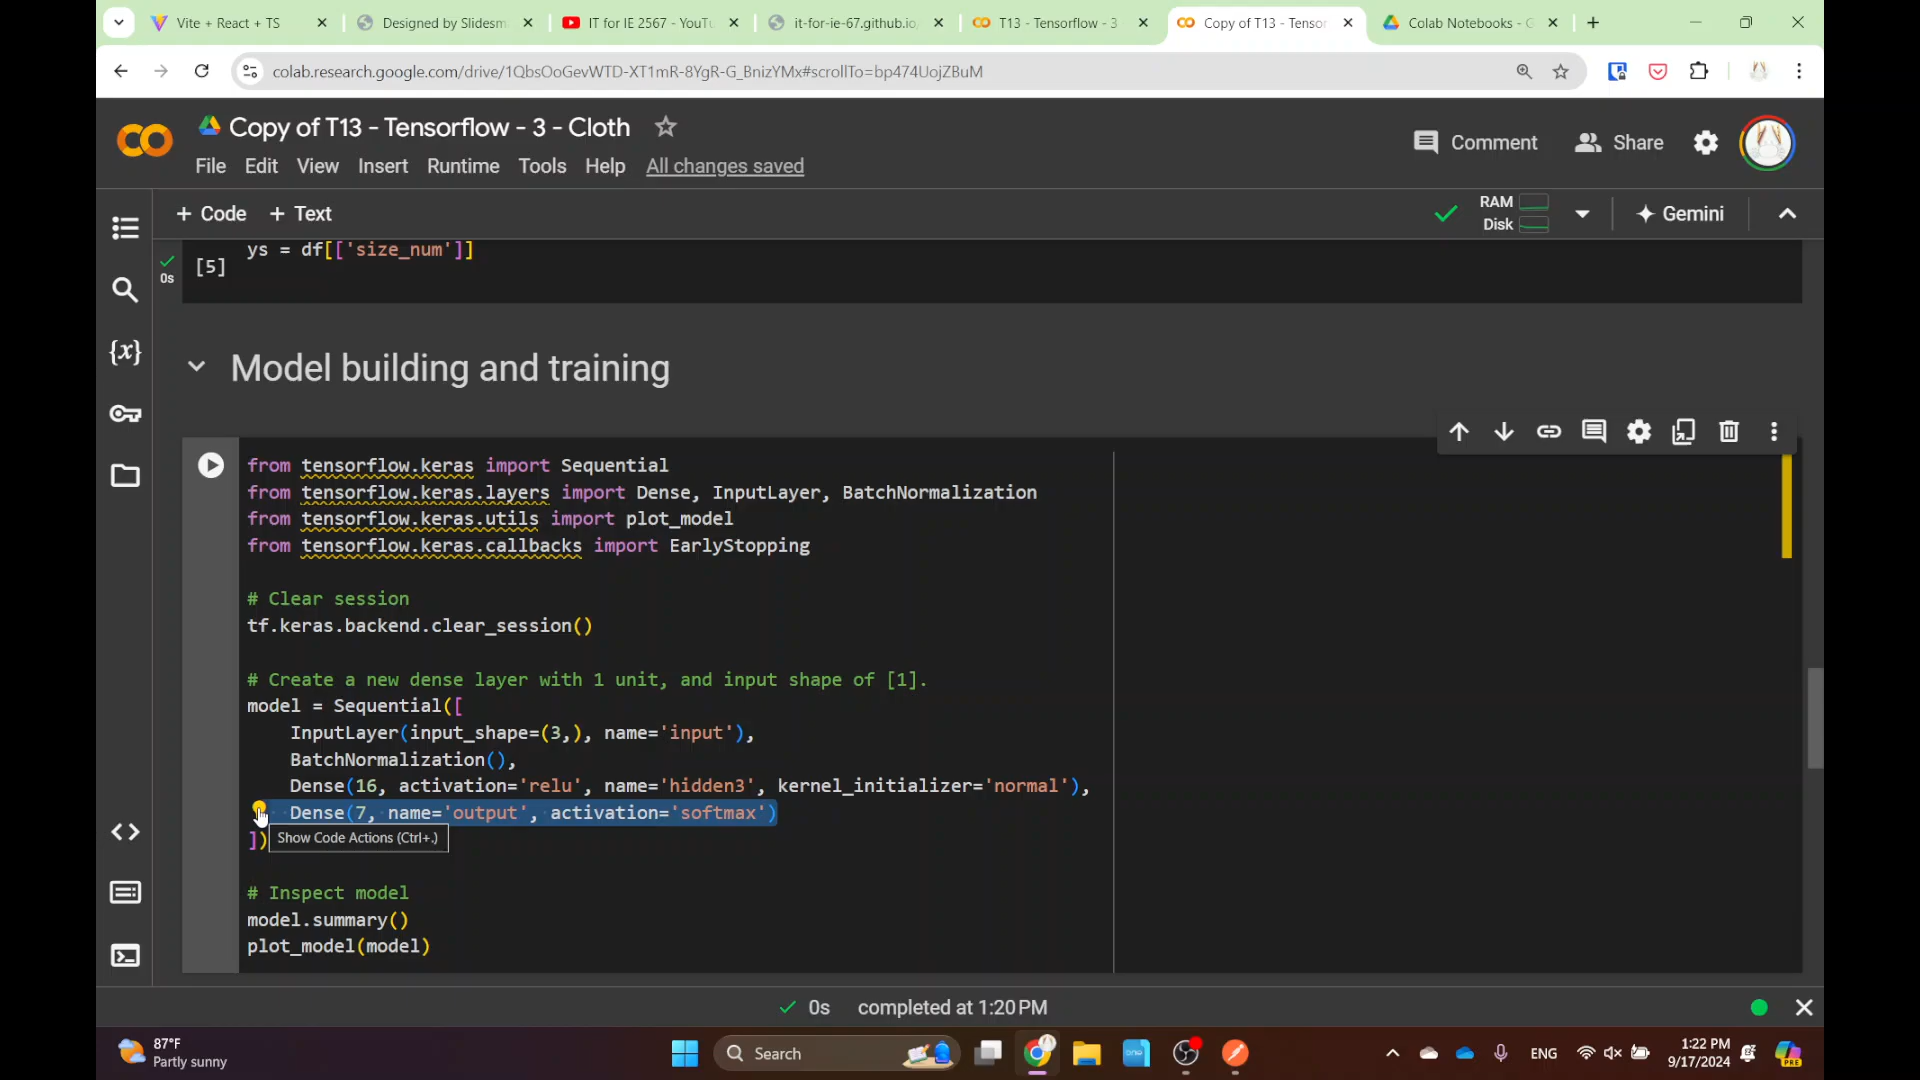 Vite + React + TS
Designed by Slidesm
IT for IE 2567 - YouTu
it-for-ie-67.github.io
T13 - Tensorflow - 3
Copy of T13 - Tensor
Colab Notebooks - G
colab.research.google.com/drive/1QbsOoGevWTD-XT1mR-8YgR-G_BnizYMx#scrollTo=bp474UojZBuM
Copy of T13 - Tensorflow - 3 - Cloth
Comment
Share
File Edit View Insert Runtime Tools Help All changes saved
+ Code + Text
RAM
Disk
Gemini
ys = df[['size_num']]
[5]
0s
Model building and training
from tensorflow.keras import Sequential
from tensorflow.keras.layers import Dense, InputLayer, BatchNormalization
from tensorflow.keras.utils import plot_model
from tensorflow.keras.callbacks import EarlyStopping
# Clear session
tf.keras.backend.clear_session()
# Create a new dense layer with 1 unit, and input shape of [1].
model = Sequential([
InputLayer(input_shape=(3,), name='input'),
BatchNormalization(),
Dense(16, activation='relu', name='hidden3', kernel_initializer='normal'),
Dense(7, name='output', activation='softmax')
])
Show Code Actions (Ctrl+.)
# Inspect model
model.summary()
plot_model(model)
0s completed at 1:20 PM
87°F
Partly sunny
Search
ENG
1:22 PM
9/17/2024